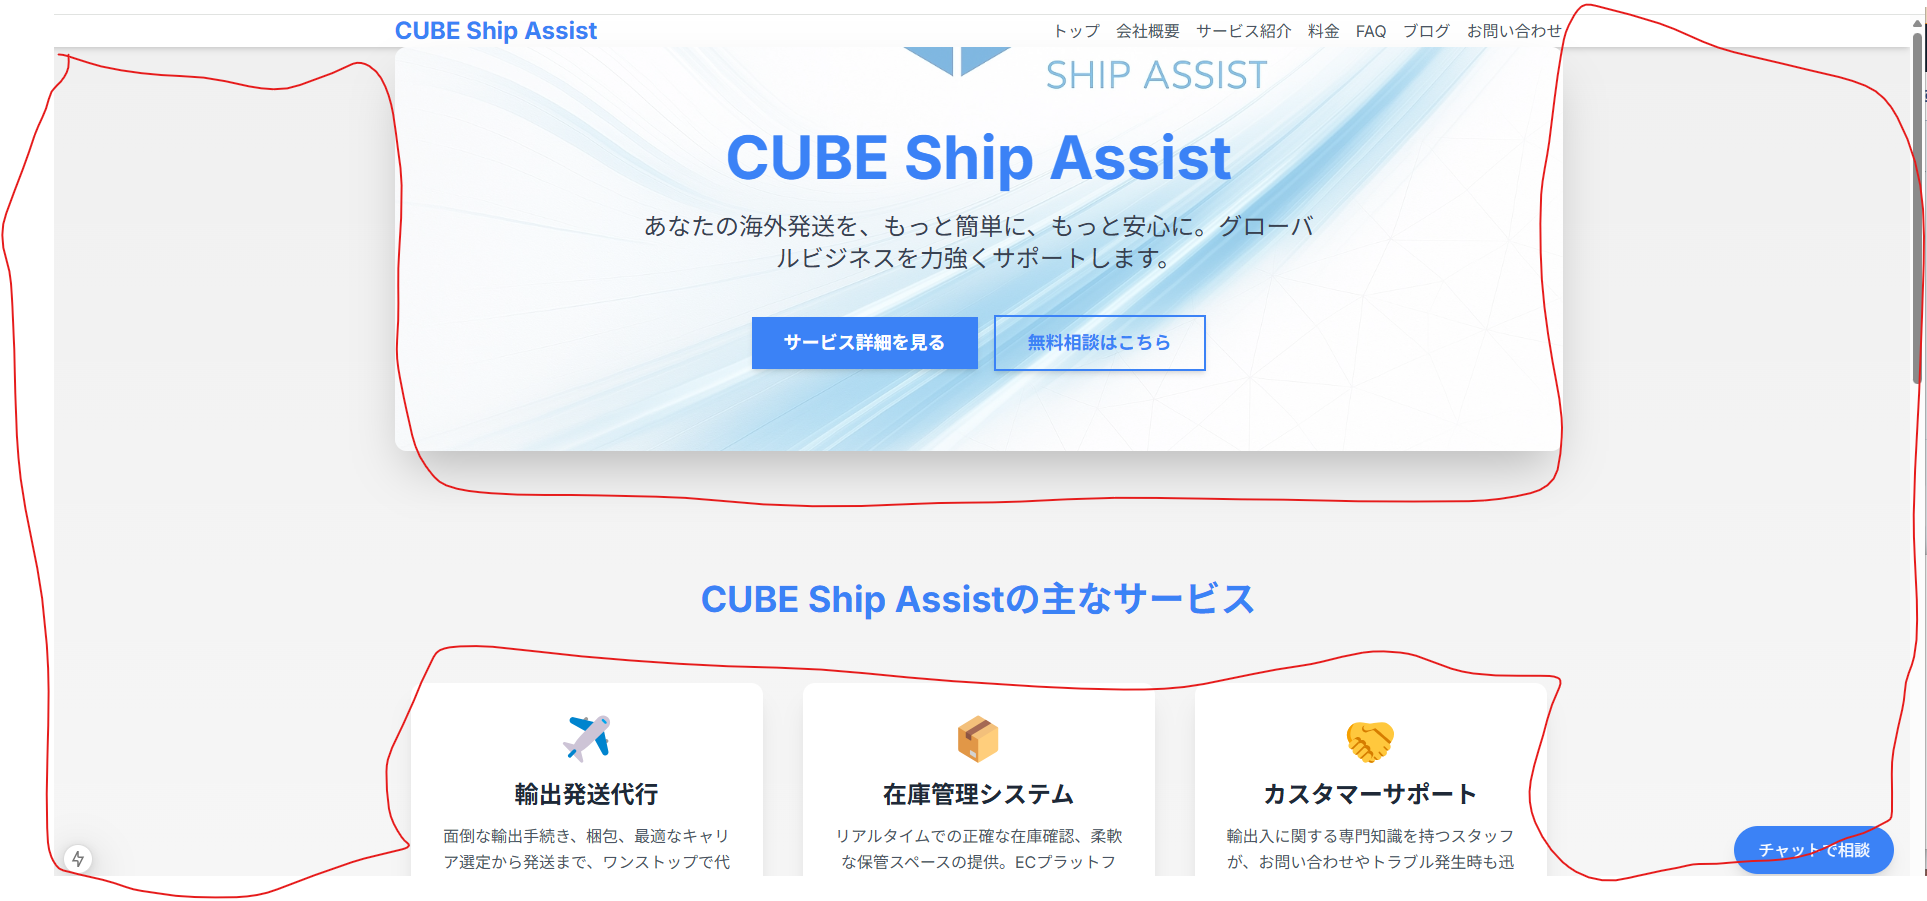 CUBE Ship Assist
トップ 会社概要 サービス紹介 料金 FAQ ブログ お問い合わせ
SHIP ASSIST
CUBE Ship Assist
あなたの海外発送を、もっと簡単に、もっと安心に。グローバ
ルビジネスを力強くサポートします。
サービス詳細を見る
無料相談はこちら
CUBE Ship Assistの主なサービス
輸出発送代行
面倒な輸出手続き、梱包、最適なキャリ
ア選定から発送まで、ワンストップで代
在庫管理システム
リアルタイムでの正確な在庫確認、柔軟
な保管スペースの提供。ECプラットフ
カスタマーサポート
輸出入に関する専門知識を持つスタッフ
が、お問い合わせやトラブル発生時も迅
チャットで相談